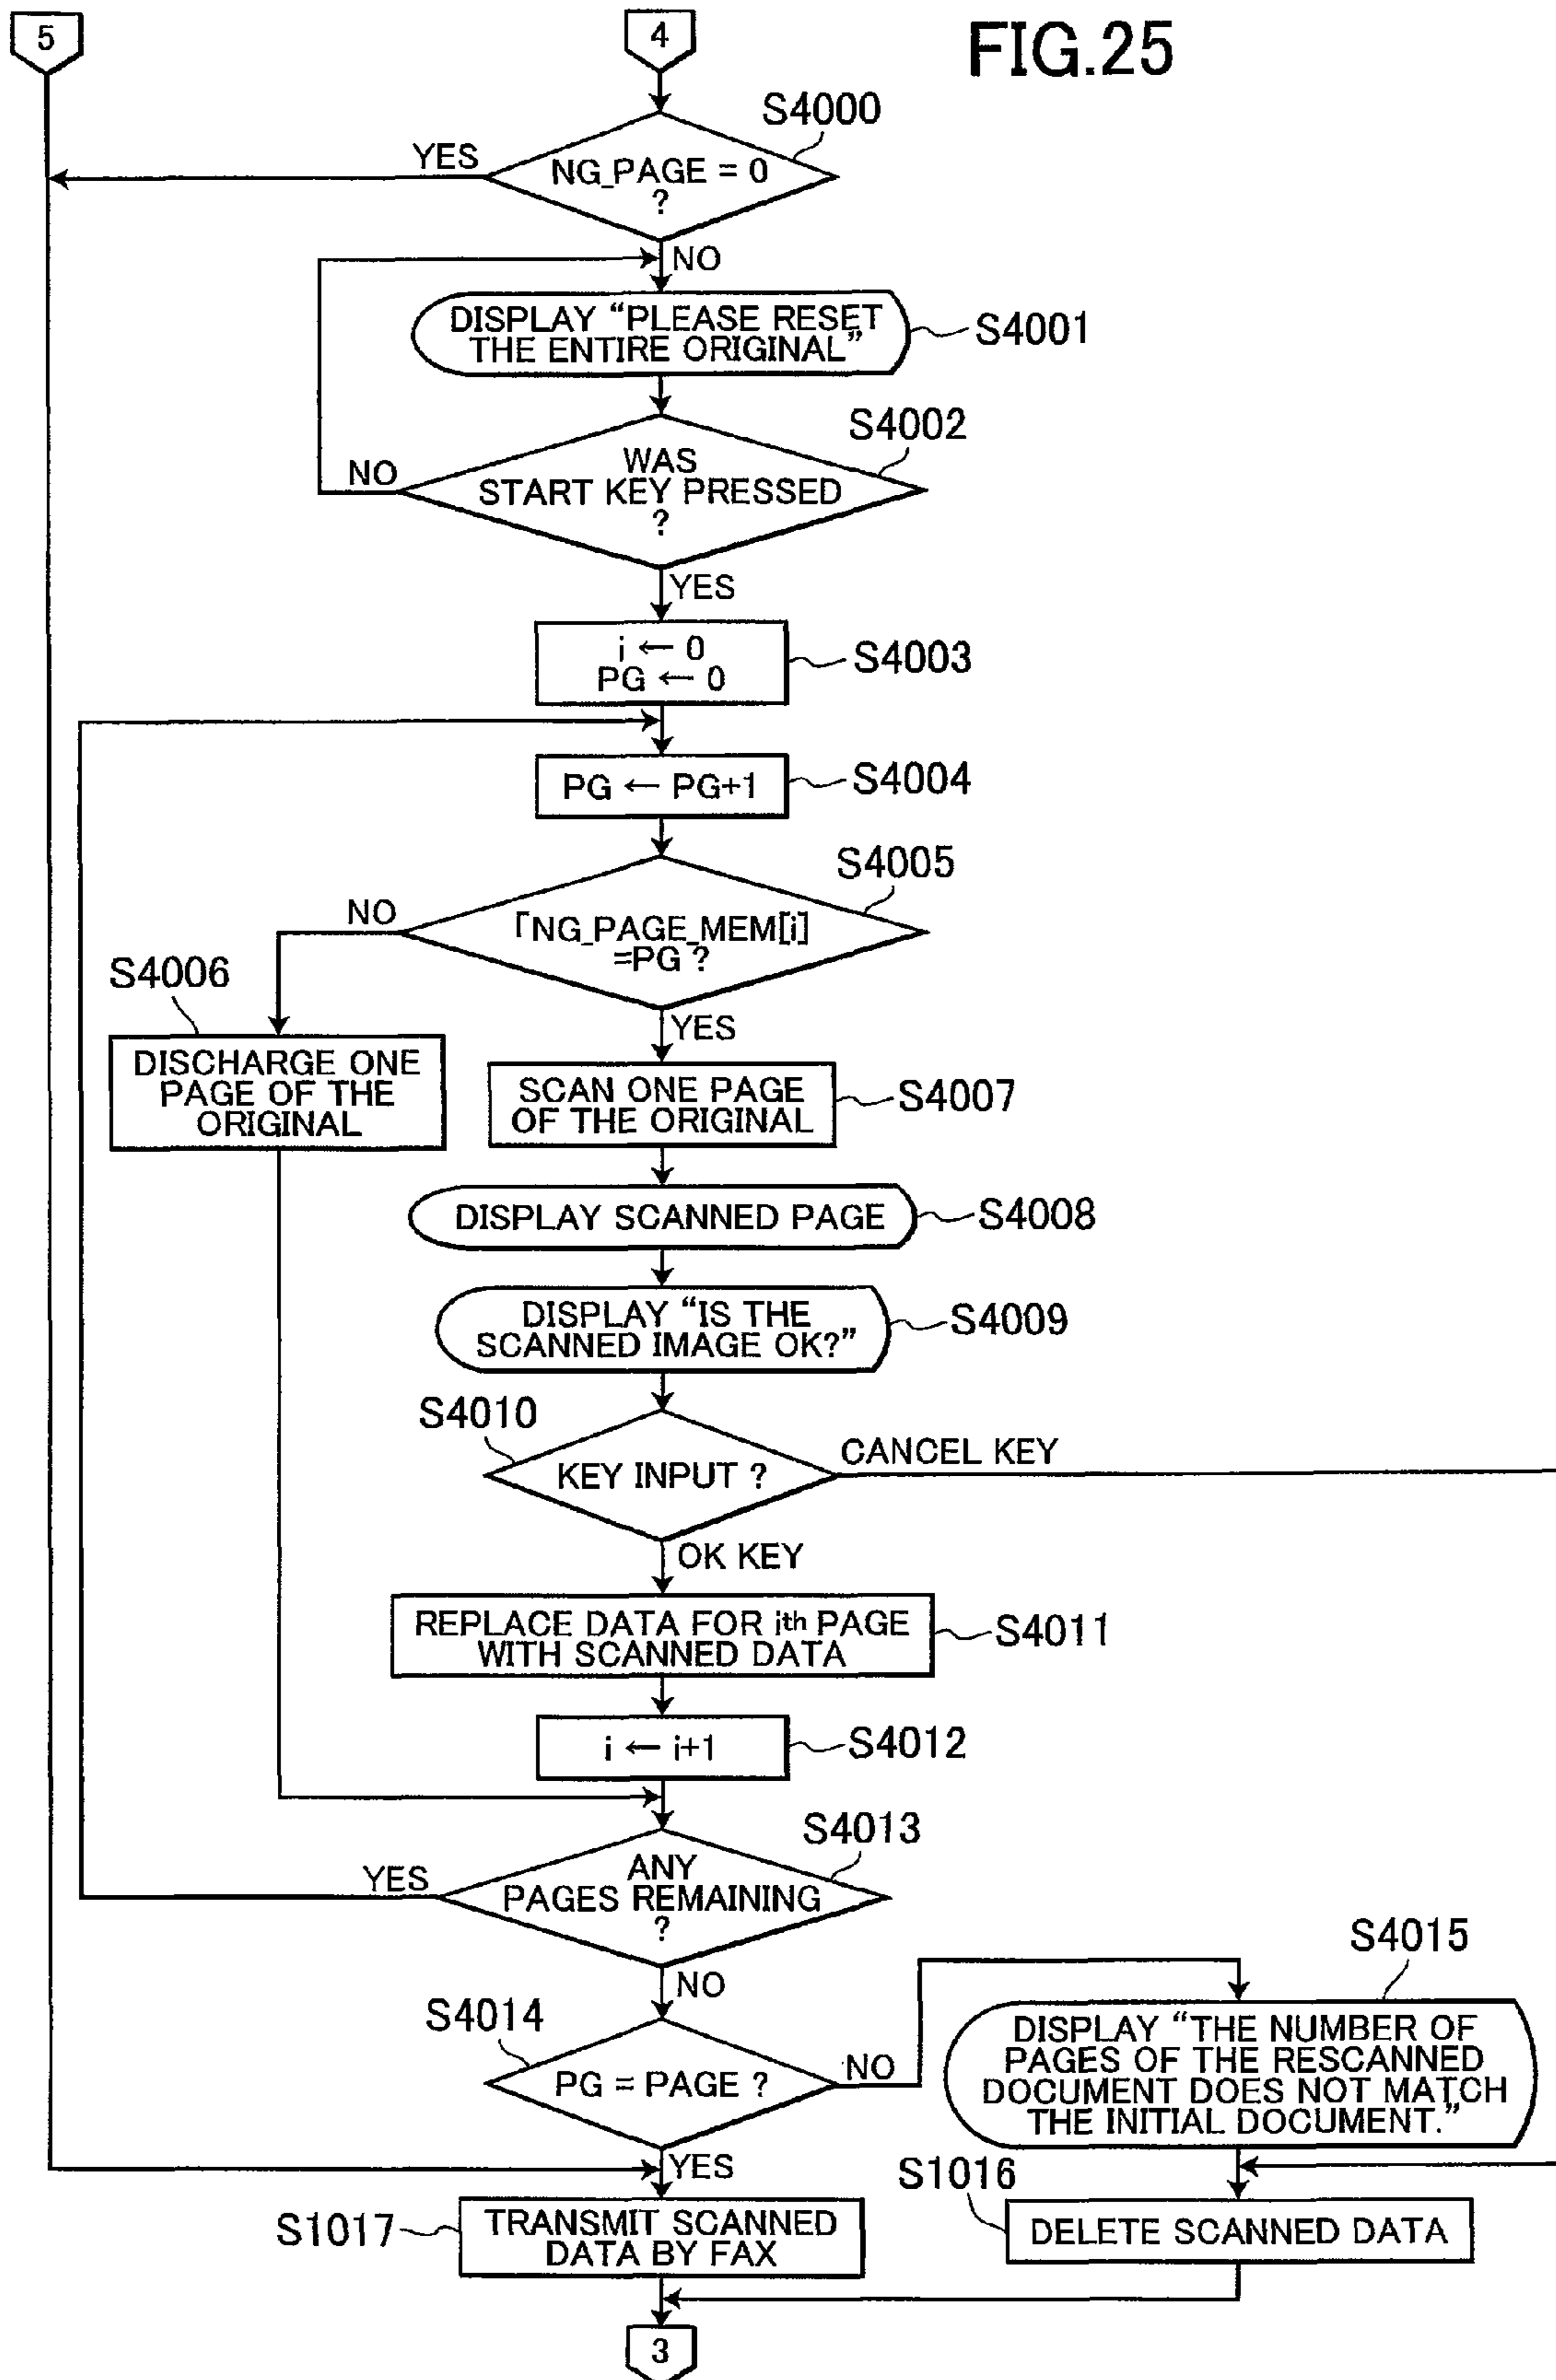 5
4
FIG.25
S4000
YES
NG_PAGE = 0
?
NO
DISPLAY “PLEASE RESET
THE ENTIRE ORIGINAL”
S4001
S4002
NO
WAS
START KEY PRESSED
?
YES
i ← 0
PG ← 0
S4003
PG ← PG+1
S4004
S4005
NO
「NG_PAGE_MEM[i]
=PG ?
S4006
YES
DISCHARGE ONE
PAGE OF THE
ORIGINAL
SCAN ONE PAGE
OF THE ORIGINAL
S4007
DISPLAY SCANNED PAGE
S4008
DISPLAY “IS THE
SCANNED IMAGE OK?”
S4009
S4010
KEY INPUT ?
CANCEL KEY
OK KEY
REPLACE DATA FOR ith PAGE
WITH SCANNED DATA
S4011
i ← i+1
S4012
S4013
YES
ANY
PAGES REMAINING
?
NO
S4015
S4014
PG = PAGE ?
NO
DISPLAY “THE NUMBER OF
PAGES OF THE RESCANNED
DOCUMENT DOES NOT MATCH
THE INITIAL DOCUMENT.”
YES
S1016
S1017
TRANSMIT SCANNED
DATA BY FAX
DELETE SCANNED DATA
3